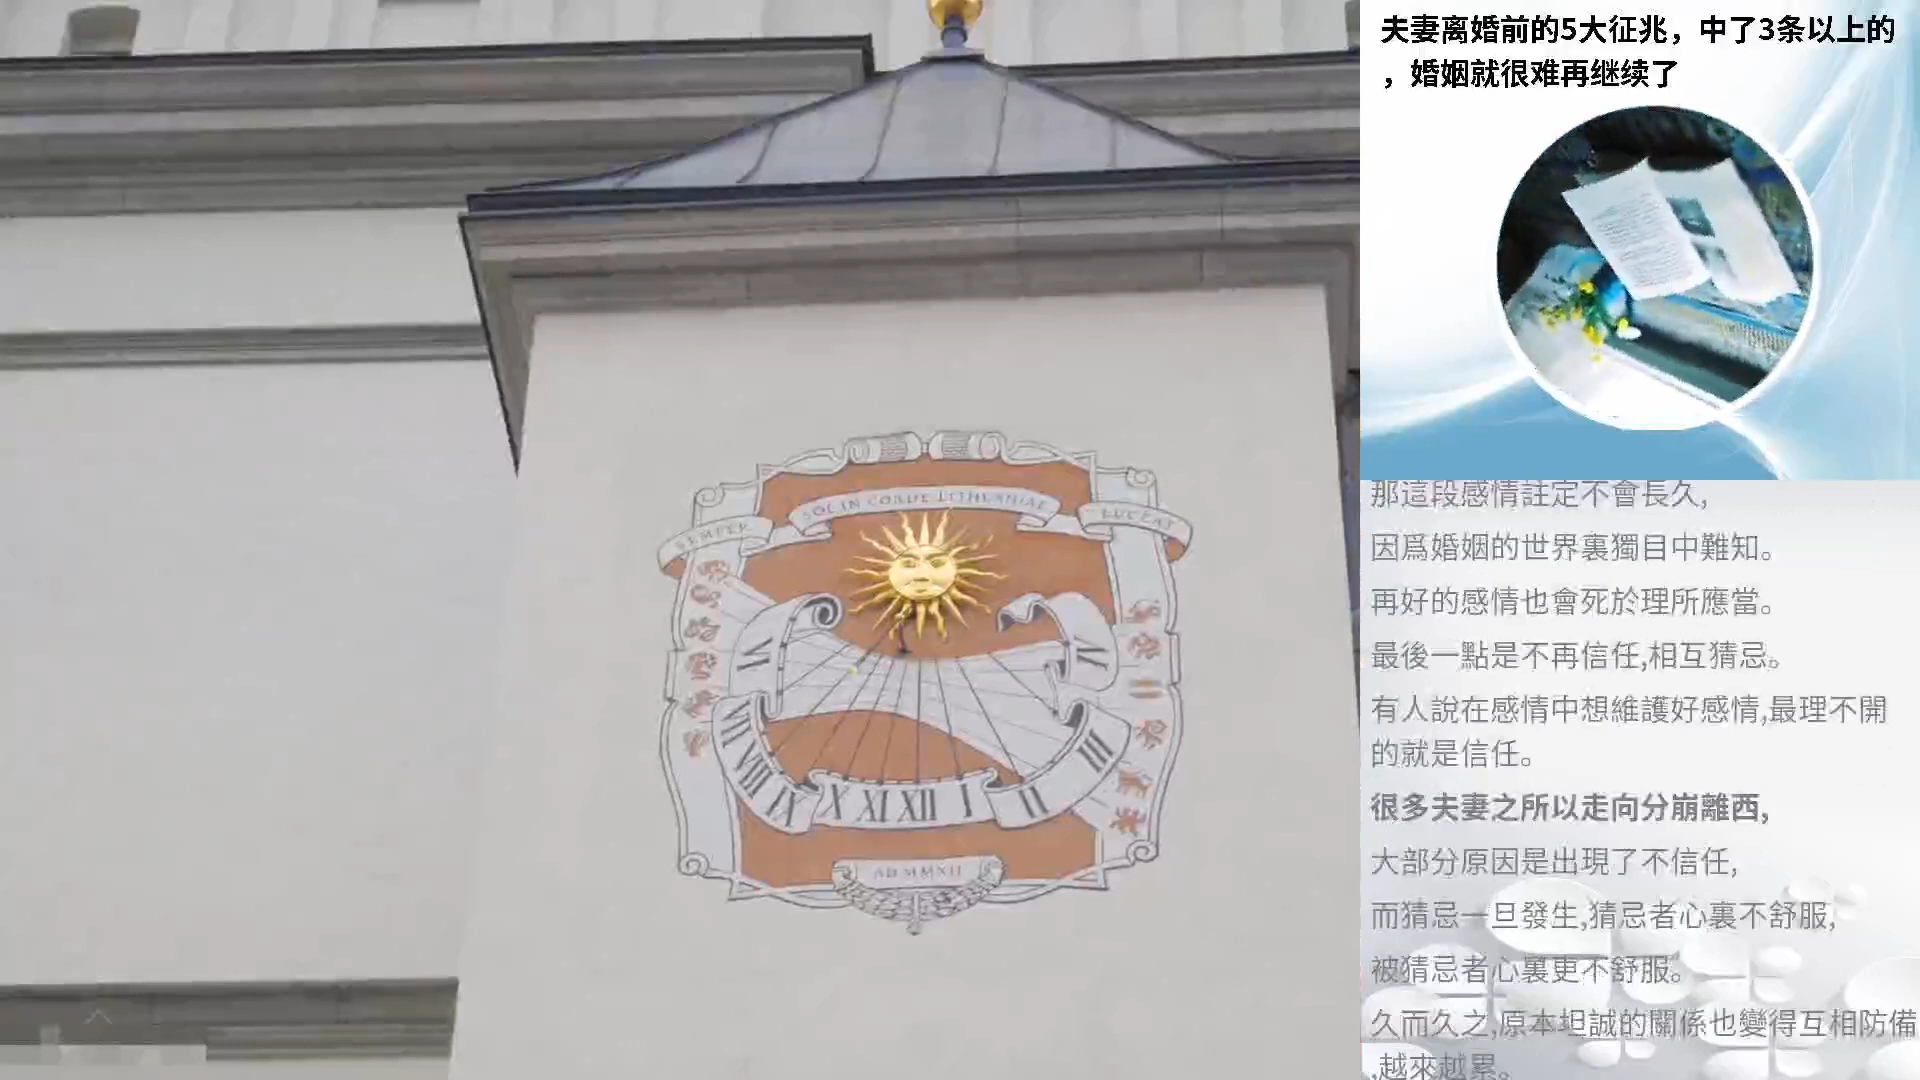 夫妻离婚前的5大征兆，中了3条以上的
，婚姻就很难再继续了
SOL IN CORDE LITHUANIAE
SEMPER
LUCEAT
VI
IV
VII
VIII
IX
X
XI
XII
I
II
III
AD MMXII
那這段感情註定不會長久,
因爲婚姻的世界裏獨目中難知。
再好的感情也會死於理所應當。
最後一點是不再信任,相互猜忌。
有人說在感情中想維護好感情,最理不開
的就是信任。
很多夫妻之所以走向分崩離西,
大部分原因是出現了不信任,
而猜忌一旦發生,猜忌者心裏不舒服,
被猜忌者心裏更不舒服。
久而久之,原本坦誠的關係也變得互相防備
,越來越累。